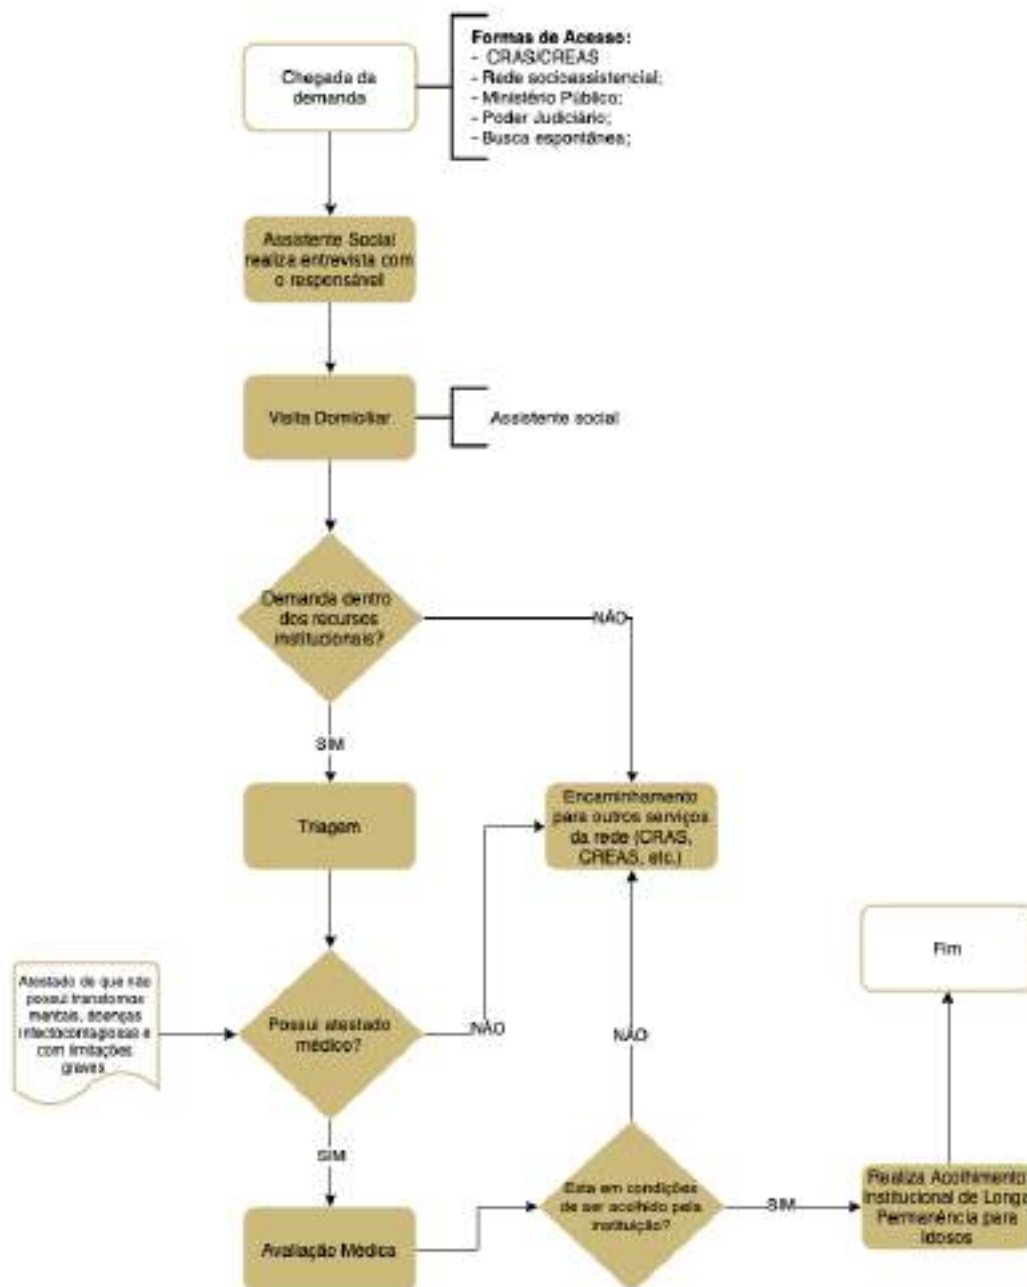 Formas de Acesso:
- CRAS/CREAS
- Rede socioassistencial;
- Ministério Público;
- Poder Judiciário;
- Busca espontânea;
Chegada da
demanda
Assistente Social
realiza entrevista com
o responsável
Visita Domiciliar
Assistente social
Demanda dentro
dos recursos
institucionais?
NÃO
SIM
Triagem
Encaminhamento
para outros serviços
da rede (CRAS,
CREAS, etc.)
Atestado de que não
possui transtornos
mentais, doenças
infectocontagiosas e
com limitações
graves
Possui atestado
médico?
NÃO
SIM
Avaliação Médica
Esta em condições
de ser acolhido pela
instituição?
NÃO
SIM
Realiza Acolhimento
Institucional de Longa
Permanência para
Idosos
Fim